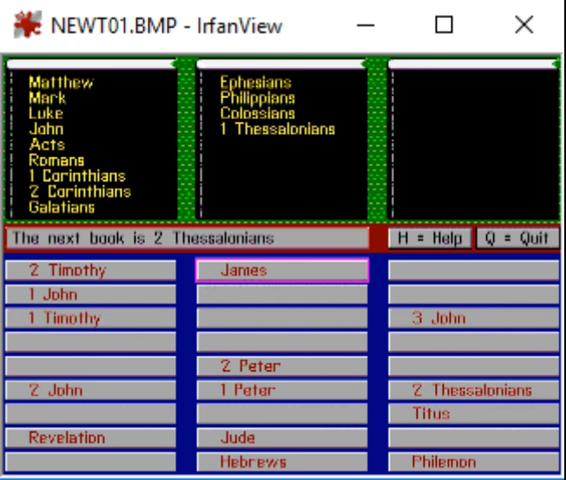 NEWT01.BMP - IrfanView
Matthew
Mark
Luke
John
Acts
Romans
1 Corinthians
2 Corinthians
Galatians
Ephesians
Philippians
Colossians
1 Thessalonians
The next book is 2 Thessalonians
H = Help
Q = Quit
2 Timothy
James
1 John
1 Timothy
3 John
2 Peter
2 John
1 Peter
2 Thessalonians
Titus
Revelation
Jude
Hebrews
Philemon